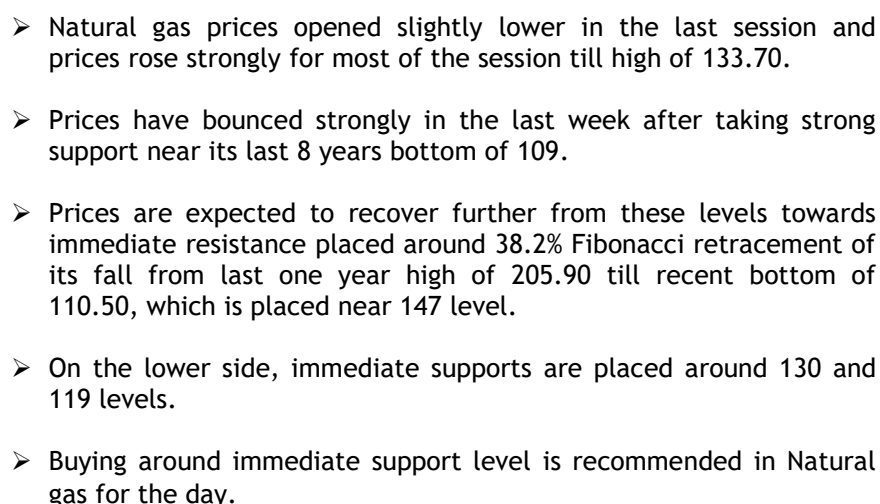 ➢ Natural gas prices opened slightly lower in the last session and
prices rose strongly for most of the session till high of 133.70.
➢ Prices have bounced strongly in the last week after taking strong
support near its last 8 years bottom of 109.
➢ Prices are expected to recover further from these levels towards
immediate resistance placed around 38.2% Fibonacci retracement of
its fall from last one year high of 205.90 till recent bottom of
110.50, which is placed near 147 level.
➢ On the lower side, immediate supports are placed around 130 and
119 levels.
➢ Buying around immediate support level is recommended in Natural
gas for the day.